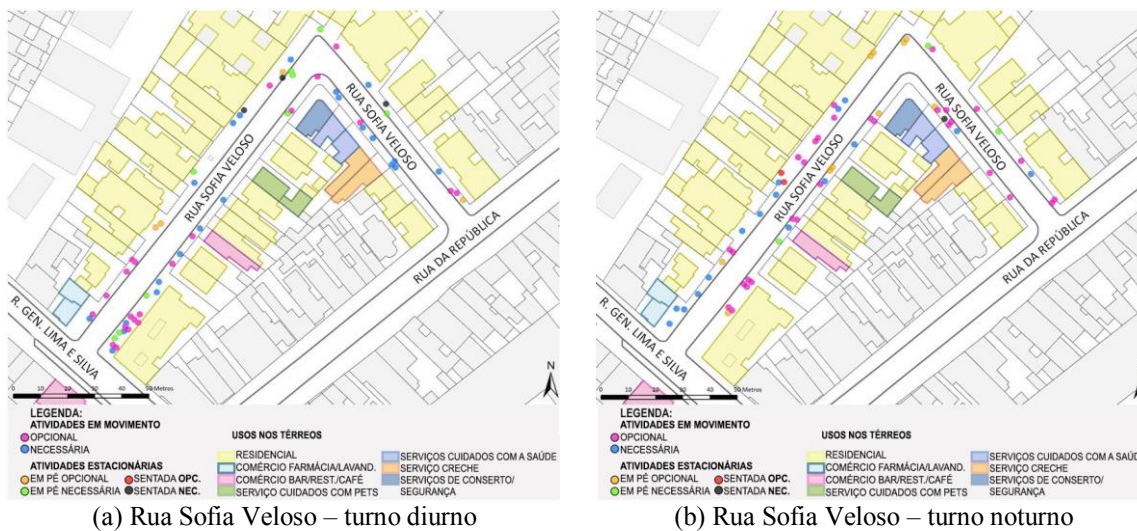 RUA SOFIA VELOSO
RUA SOFIA VELOSO
RUA DA REPÚBLICA
R. GEN. LIMA E SILVA
N
0 10 20 30 40 50 Metros
LEGENDA:
ATIVIDADES EM MOVIMENTO
OPCIONAL
NECESSÁRIA
ATIVIDADES ESTACIONÁRIAS
EM PÉ OPCIONAL
SENTADA OPC.
EM PÉ NECESSÁRIA
SENTADA NEC.
USOS NOS TÉRREOS
RESIDENCIAL
COMÉRCIO FARMÁCIA/LAVAND.
COMÉRCIO BAR/REST./CAFÉ
SERVIÇO CUIDADOS COM PETS
SERVIÇOS CUIDADOS COM A SAÚDE
SERVIÇO CRECHE
SERVIÇOS DE CONSERTO/
SEGURANÇA
(a) Rua Sofia Veloso – turno diurno
RUA SOFIA VELOSO
RUA SOFIA VELOSO
RUA DA REPÚBLICA
R. GEN. LIMA E SILVA
0 10 20 30 40 50 Metros
LEGENDA:
ATIVIDADES EM MOVIMENTO
OPCIONAL
NECESSÁRIA
ATIVIDADES ESTACIONÁRIAS
EM PÉ OPCIONAL
SENTADA OPC.
EM PÉ NECESSÁRIA
SENTADA NEC.
USOS NOS TÉRREOS
RESIDENCIAL
COMÉRCIO FARMÁCIA/LAVAND.
COMÉRCIO BAR/REST./CAFÉ
SERVIÇO CUIDADOS COM PETS
SERVIÇOS CUIDADOS COM A SAÚD
SERVIÇO CRECHE
SERVIÇOS DE CONSERTO/
SEGURANÇA
(b) Rua Sofia Veloso – turno noturno